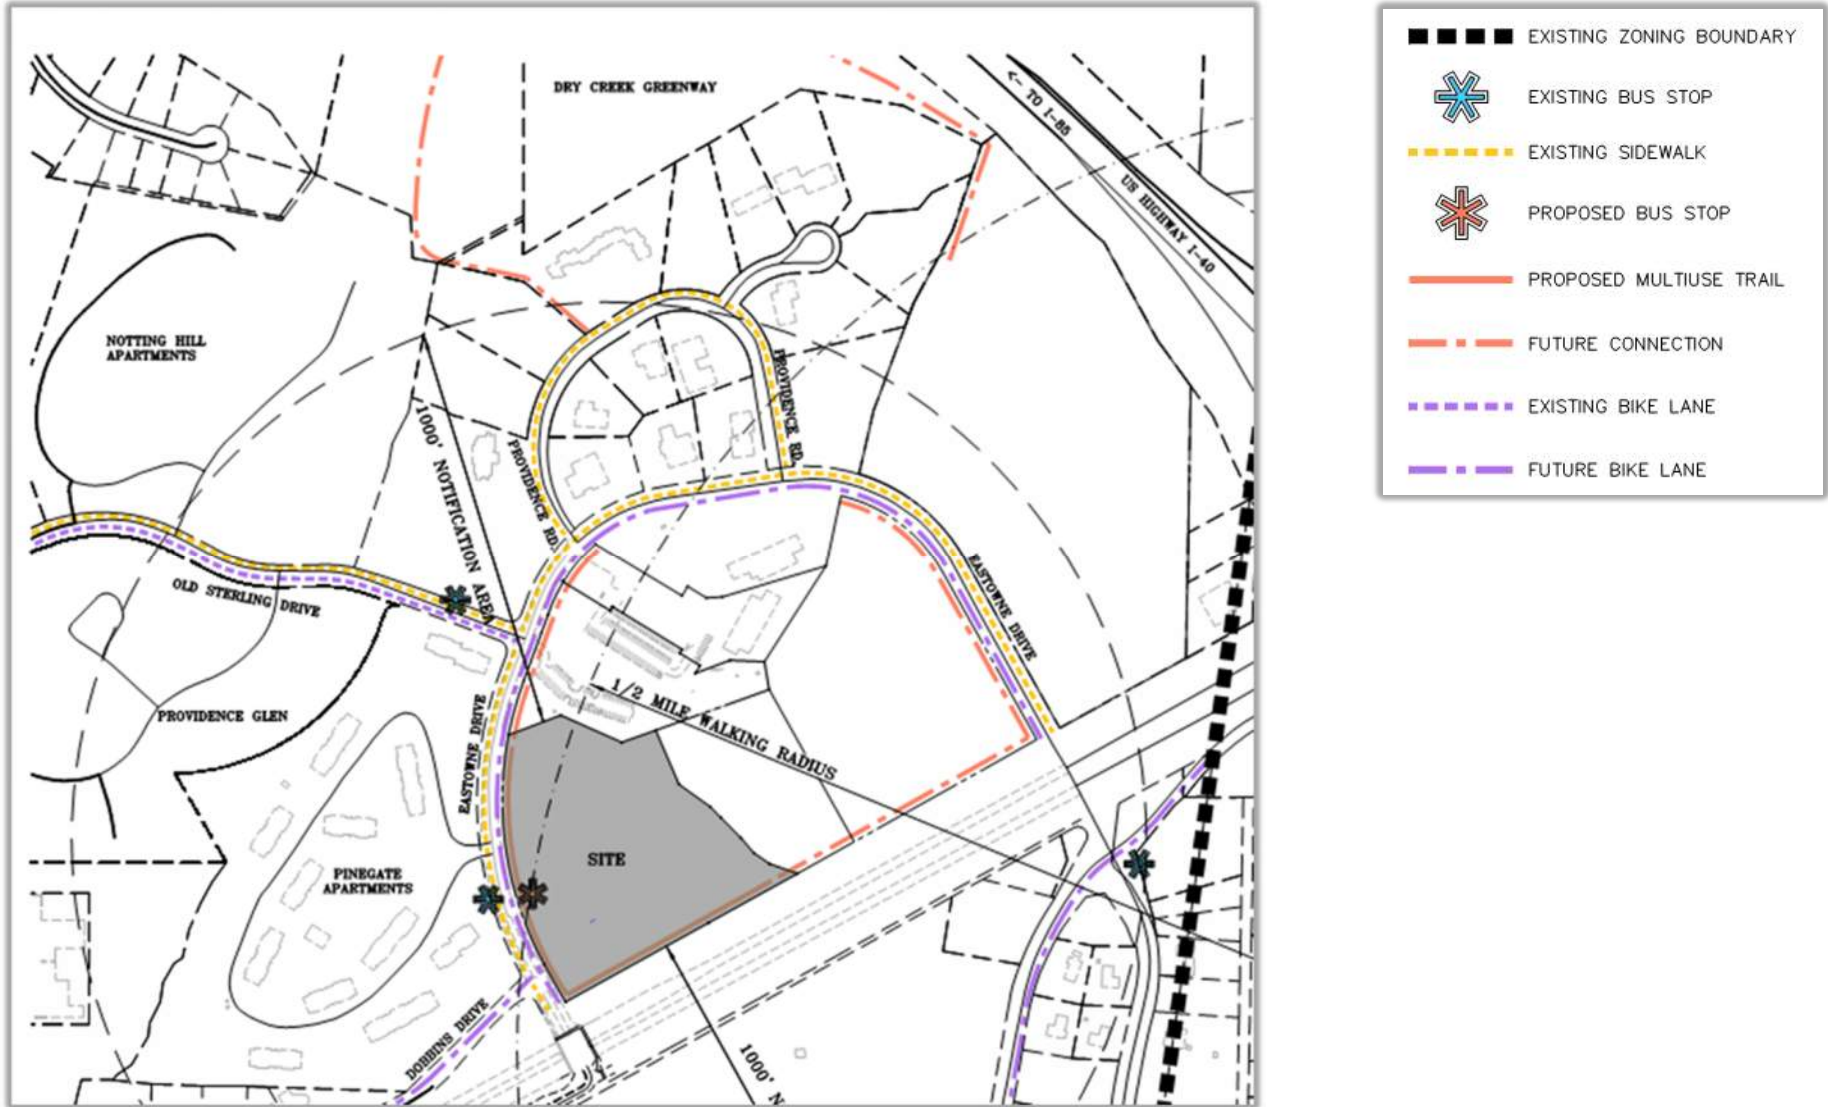 DRY CREEK GREENWAY
<- TO I-85
US HIGHWAY I-40
NOTTING HILL
APARTMENTS
1000' NOTIFICATION AREA
PROVIDENCE RD.
PROVIDENCE RD.
EASTOWNE DRIVE
OLD STERLING DRIVE
PROVIDENCE GLEN
EASTOWNE DRIVE
1/2 MILE WALKING RADIUS
SITE
PINEGATE
APARTMENTS
DOBBINS DRIVE
1000' N
EXISTING ZONING BOUNDARY
EXISTING BUS STOP
EXISTING SIDEWALK
PROPOSED BUS STOP
PROPOSED MULTIUSE TRAIL
FUTURE CONNECTION
EXISTING BIKE LANE
FUTURE BIKE LANE